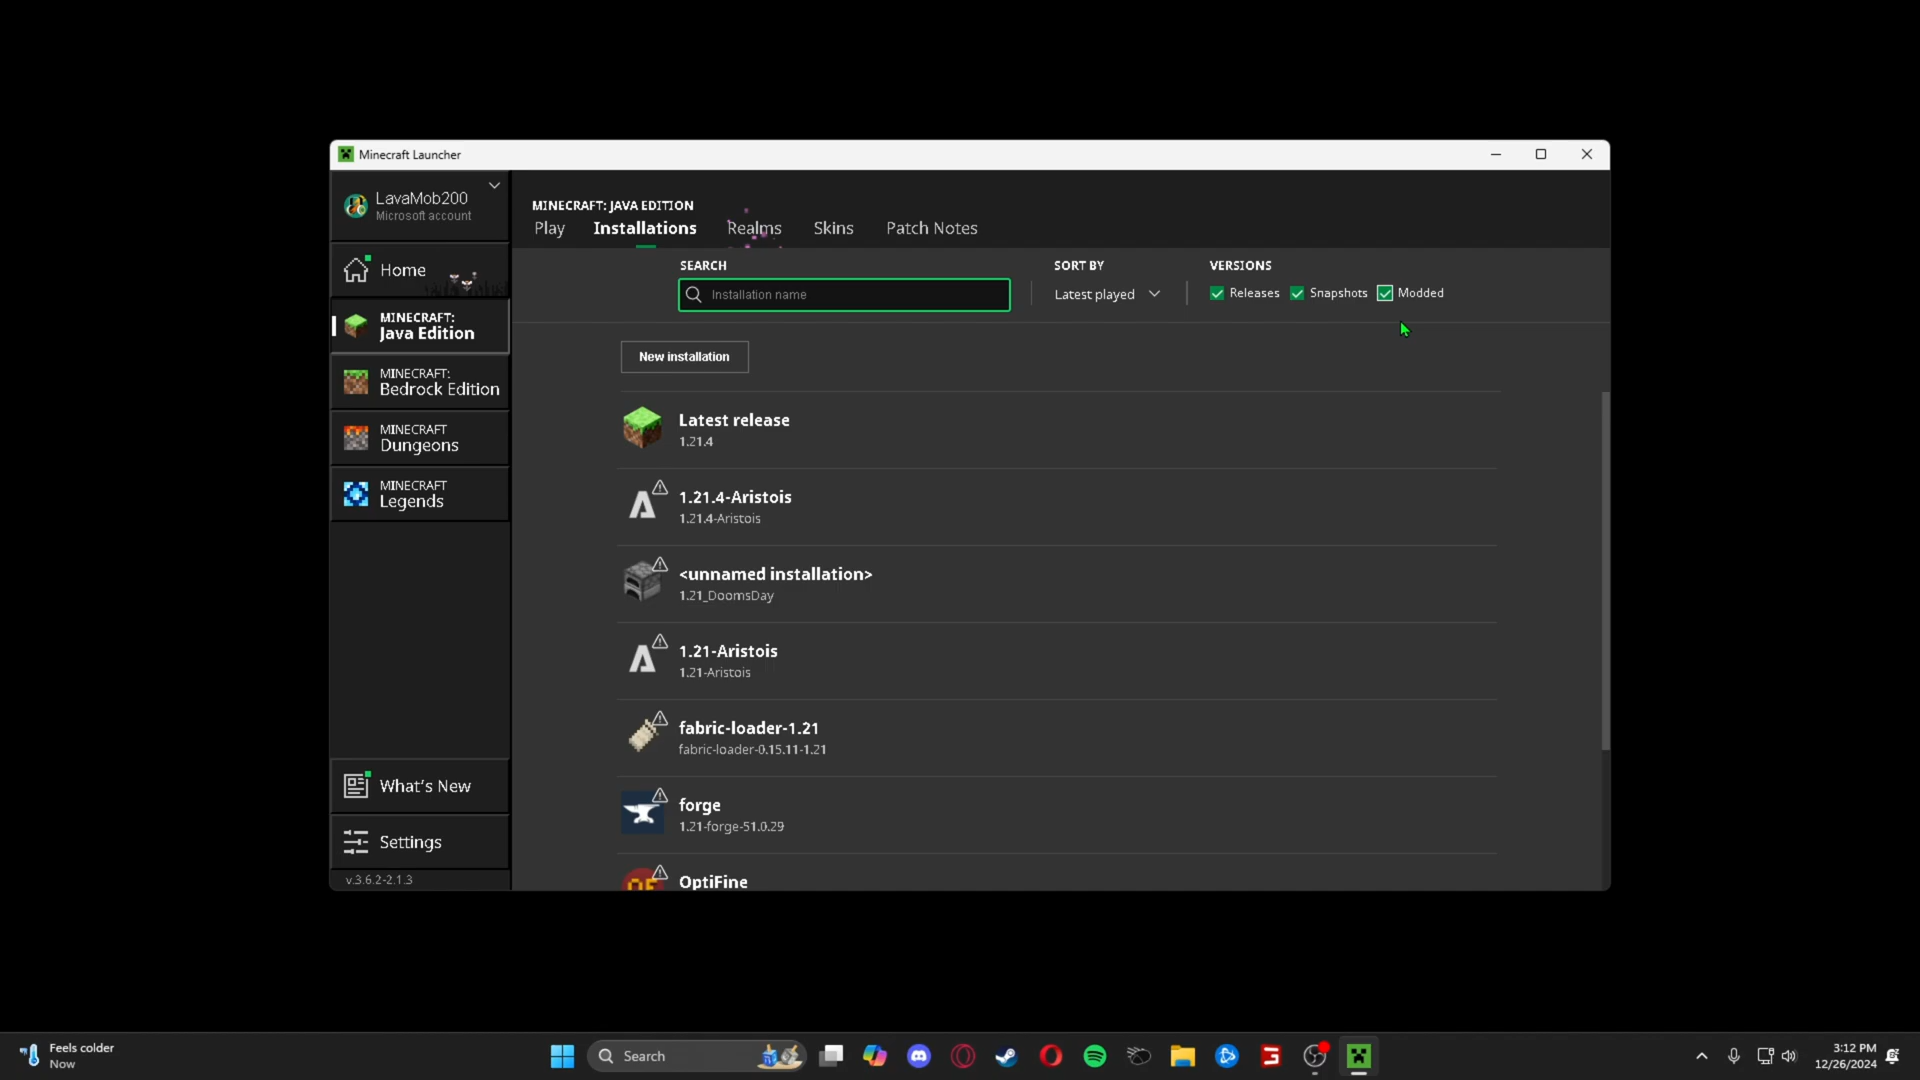 Minecraft Launcher
LavaMob200
Microsoft account
Home
MINECRAFT:
Java Edition
MINECRAFT:
Bedrock Edition
MINECRAFT
Dungeons
MINECRAFT
Legends
What's New
Settings
v.3.6.2-2.1.3
MINECRAFT: JAVA EDITION
Play Installations Realms Skins Patch Notes
SEARCH SORT BY VERSIONS
Installation name Latest played Releases Snapshots Modded
New installation
Latest release
1.21.4
1.21.4-Aristois
1.21.4-Aristois
<unnamed installation>
1.21_DoomsDay
1.21-Aristois
1.21-Aristois
fabric-loader-1.21
fabric-loader-0.15.11-1.21
forge
1.21-forge-51.0.29
OptiFine
Feels colder
Now
Search
3:12 PM
12/26/2024